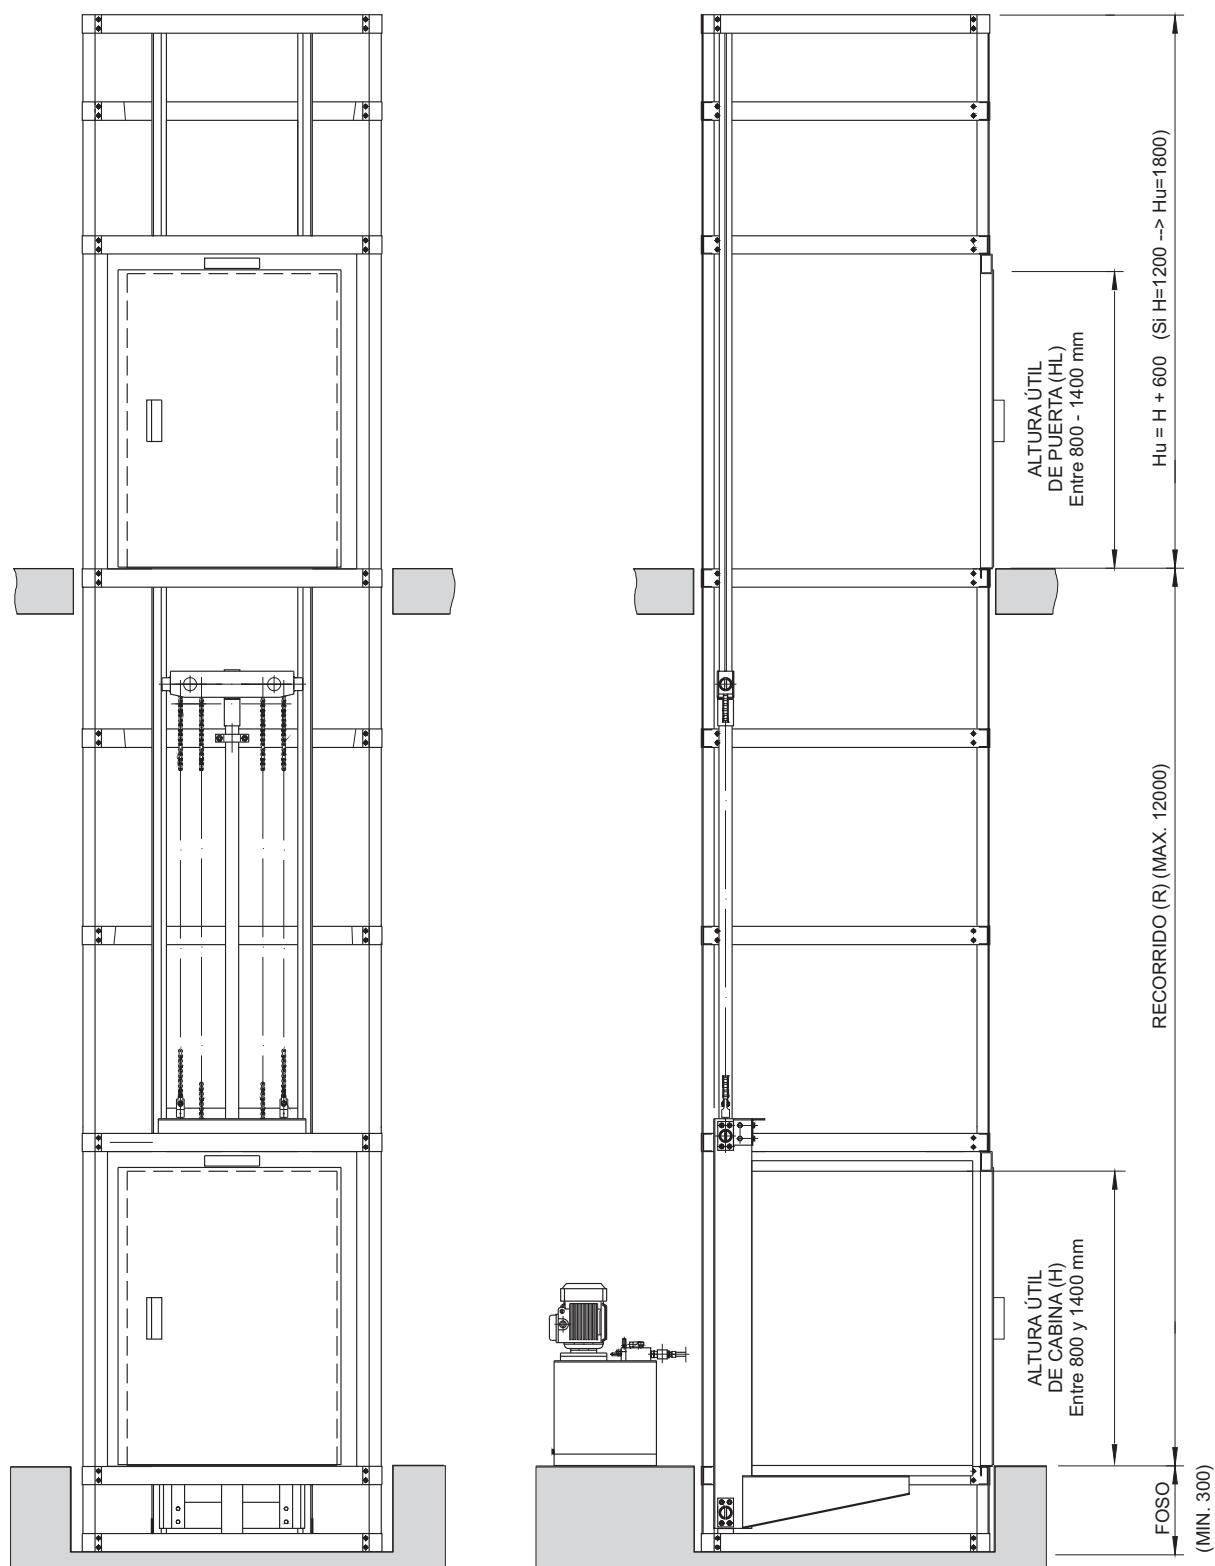 Hu = H + 600 (Si H=1200 --> Hu=1800)
ALTURA ÚTIL
DE PUERTA (HL)
Entre 800 - 1400 mm
RECORRIDO (R) (MAX. 12000)
ALTURA ÚTIL
DE CABINA (H)
Entre 800 y 1400 mm
FOSO
(MIN. 300)